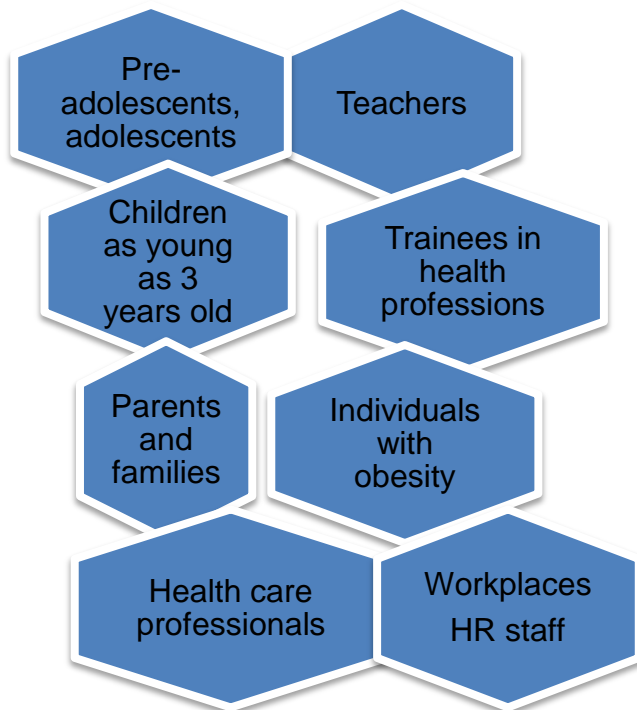 Pre-
adolescents,
adolescents
Teachers
Children
as young
as 3
years old
Trainees in
health
professions
Parents
and
families
Individuals
with
obesity
Health care
professionals
Workplaces
HR staff